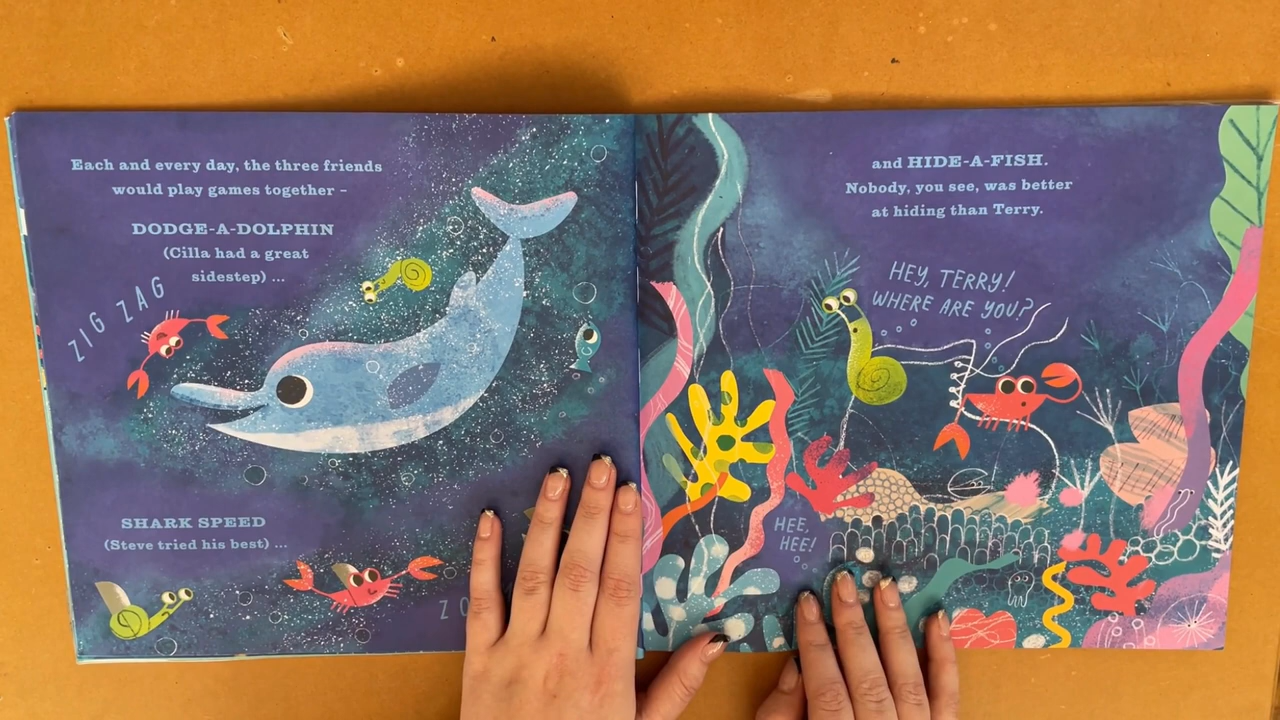 Each and every day, the three friends
would play games together –
DODGE-A-DOLPHIN
(Cilla had a great
sidestep) ...
ZIG ZAG
SHARK SPEED
(Steve tried his best) ...
and HIDE-A-FISH.
Nobody, you see, was better
at hiding than Terry.
HEY, TERRY!
WHERE ARE YOU?
HEE,
HEE!